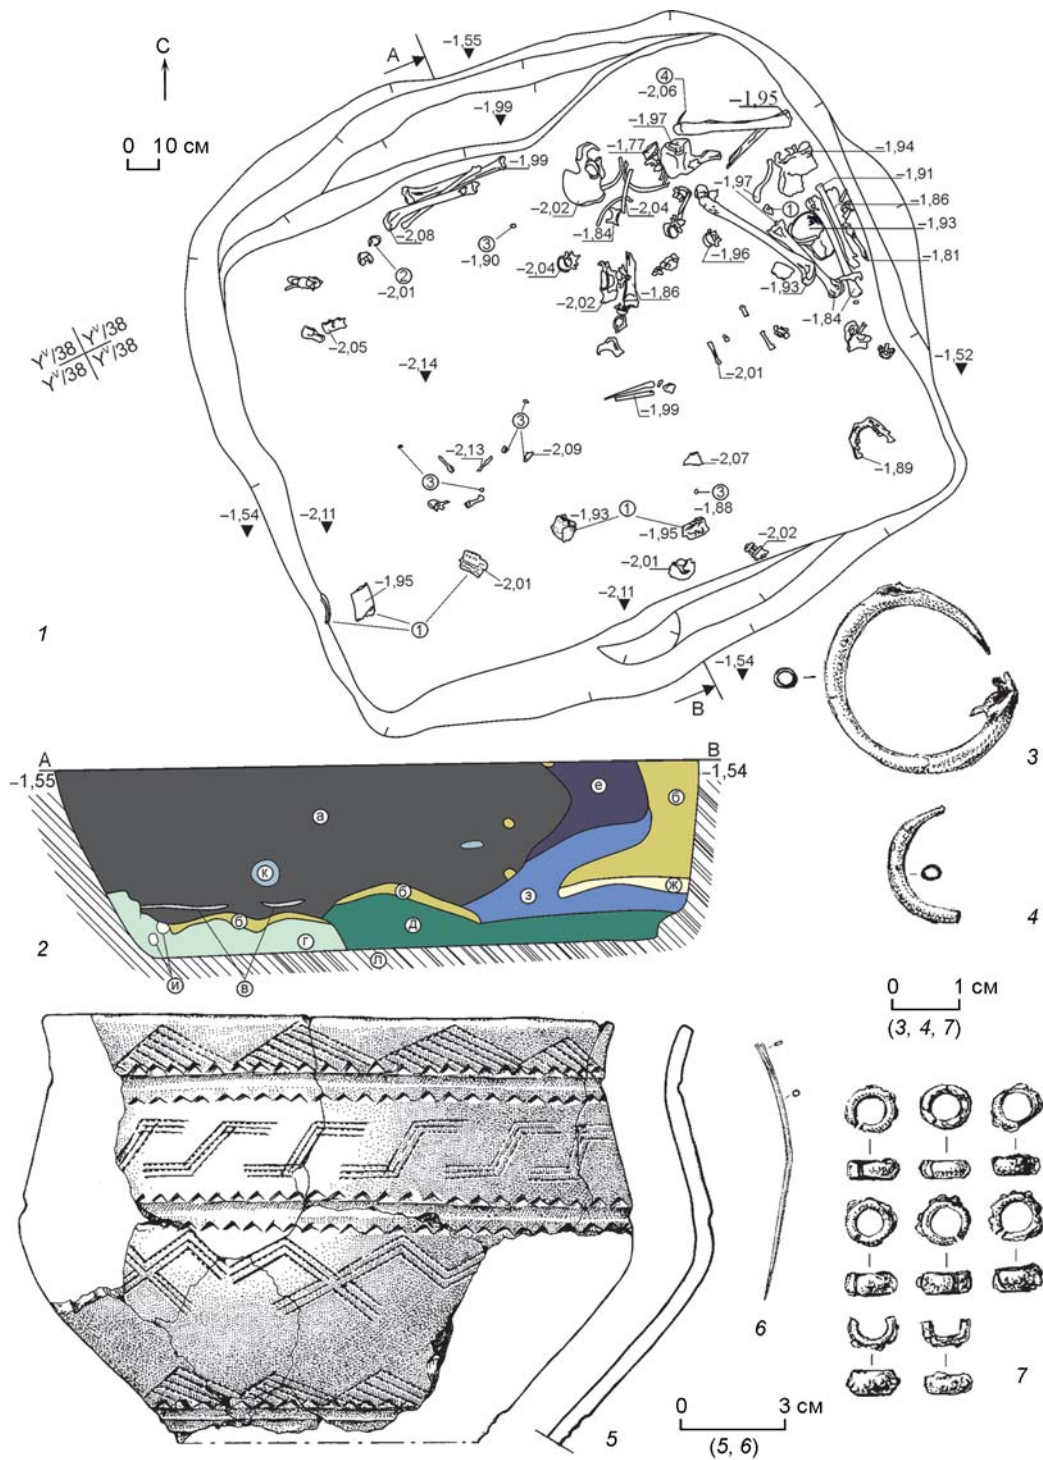 С
А
–1,55
0 10 см
–1,99
④
–2,06
–1,95
–1,97
–1,77
–1,94
–1,99
–1,97
①
–1,91
–1,86
–1,93
–2,02
–2,04
–1,84
–2,08
③
–1,90
②
–2,01
–2,04
–1,96
–1,81
–2,02
–1,86
–1,93
–1,84
–2,05
–2,14
–2,01
–1,52
–1,99
③
–1,89
–2,13
–2,09
–2,07
③
③
–1,88
–1,54
–2,11
–1,93
①
–1,95
–2,02
–2,01
–2,01
–1,95
①
–2,11
–1,54
В
1
3
А
В
–1,55
–1,54
а
е
б
к
б
з
ж
б
г
д
л
и
в
2
4
0 1 см
(3, 4, 7)
5
6
0 3 см
(5, 6)
7